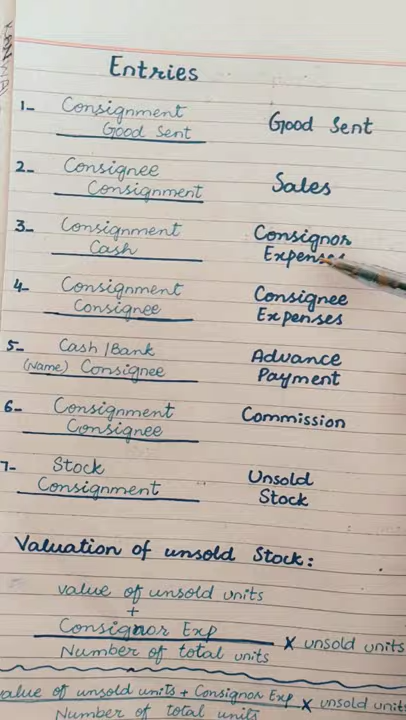 Entries
1- Consignment
Good Sent
Good Sent
2- Consignee
Consignment
Sales
3- Consignment
Cash
Consignor
Expenses
4- Consignment
Consignee
Consignee
Expenses
5- Cash/Bank
(Name) Consignee
Advance
Payment
6- Consignment
Consignee
Commission
7- Stock
Consignment
Unsold
Stock
Valuation of unsold Stock:
value of unsold units
+
Consignor Exp × unsold units
Number of total units
value of unsold units + Consignor Exp × unsold units
Number of total units